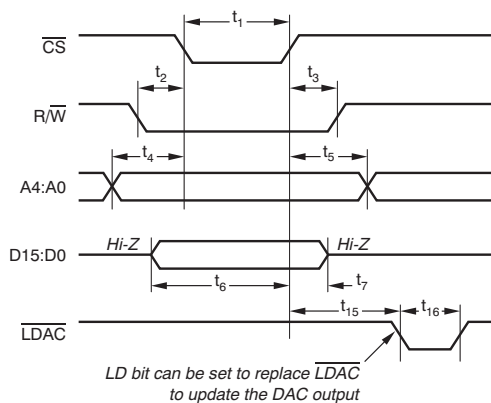 t1
CS
t2
t3
R/W
t4
t5
A4:A0
Hi-Z
Hi-Z
D15:D0
t6
t7
t15
t16
LDAC
LD bit can be set to replace LDAC
to update the DAC output